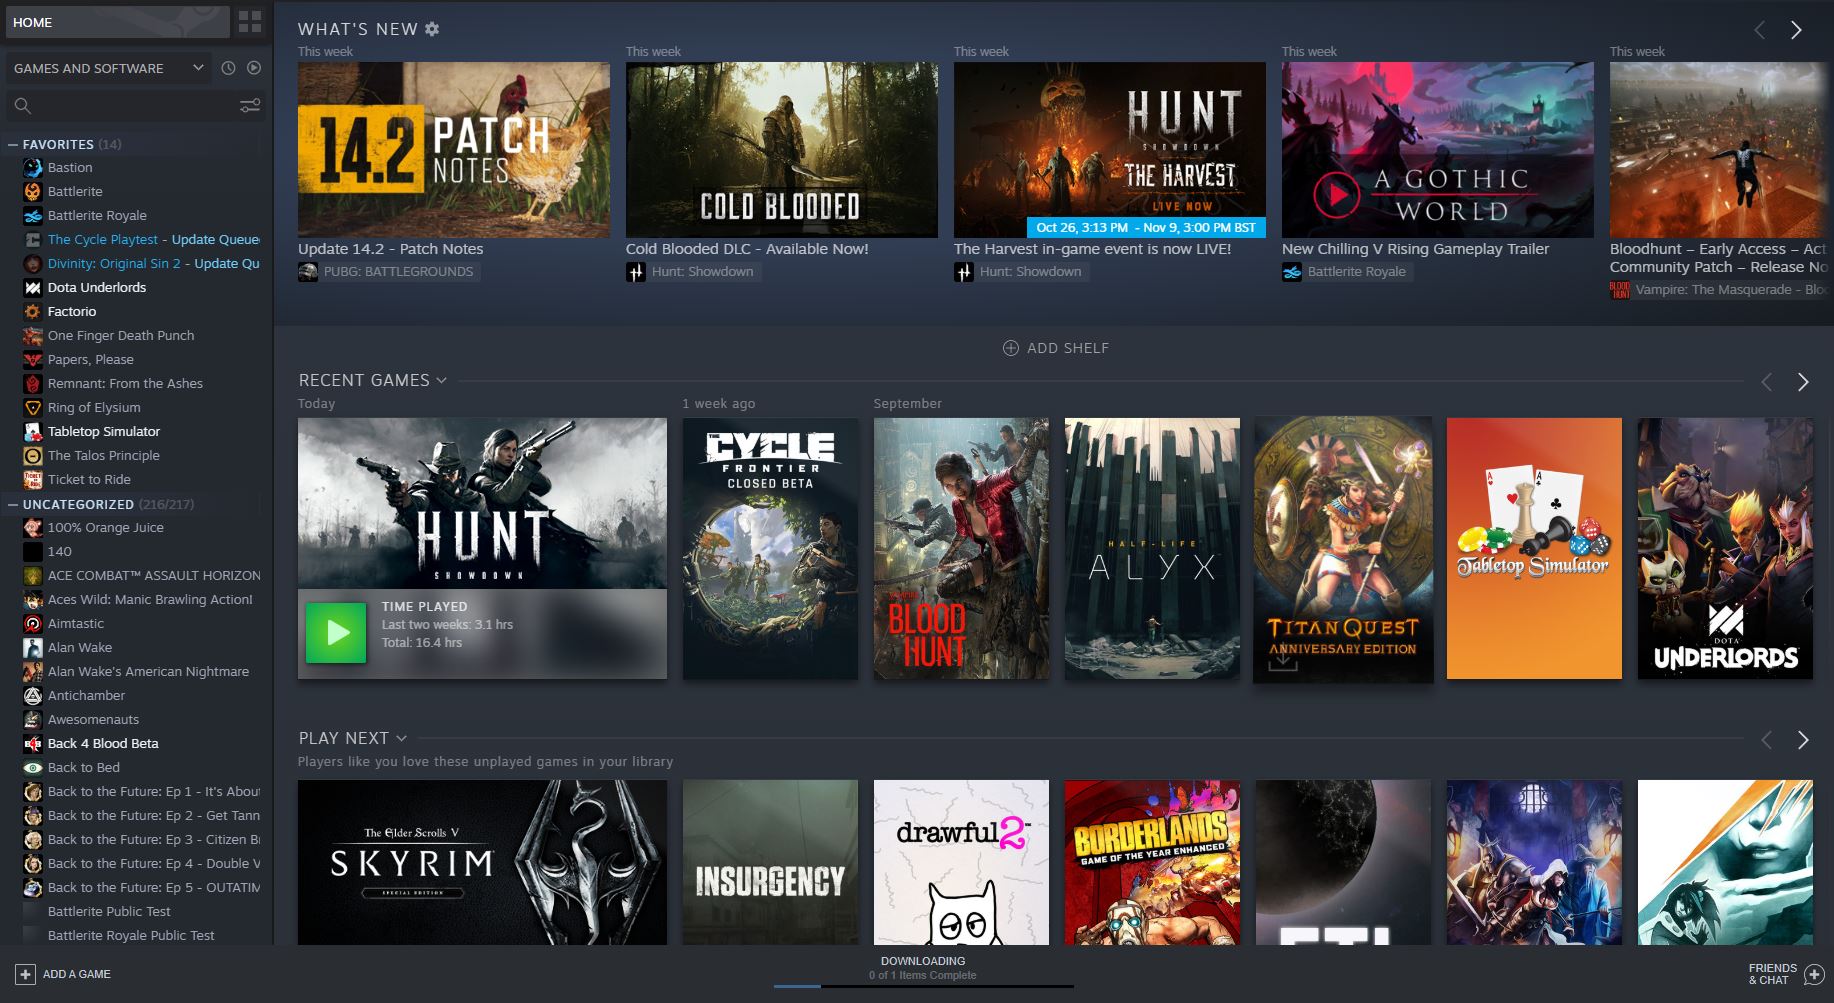 HOME
GAMES AND SOFTWARE
FAVORITES (14)
Bastion
Battlerite
Battlerite Royale
The Cycle Playtest - Update Queue
Divinity: Original Sin 2 - Update Qu
Dota Underlords
Factorio
One Finger Death Punch
Papers, Please
Remnant: From the Ashes
Ring of Elysium
Tabletop Simulator
The Talos Principle
Ticket to Ride
UNCATEGORIZED (216/217)
100% Orange Juice
140
ACE COMBAT™ ASSAULT HORIZON
Aces Wild: Manic Brawling Action!
Aimtastic
Alan Wake
Alan Wake's American Nightmare
Antichamber
Awesomenauts
Back 4 Blood Beta
Back to Bed
Back to the Future: Ep 1 - It's About
Back to the Future: Ep 2 - Get Tann
Back to the Future: Ep 3 - Citizen B
Back to the Future: Ep 4 - Double V
Back to the Future: Ep 5 - OUTATIM
Battlerite Public Test
Battlerite Royale Public Test
ADD A GAME
WHAT'S NEW
This week
14.2 PATCH
NOTES
Update 14.2 - Patch Notes
PUBG: BATTLEGROUNDS
This week
COLD BLOODED
Cold Blooded DLC - Available Now!
Hunt: Showdown
This week
HUNT
SHOWDOWN
THE HARVEST
LIVE NOW
Oct 26, 3:13 PM - Nov 9, 3:00 PM BST
The Harvest in-game event is now LIVE!
Hunt: Showdown
This week
A GOTHIC
WORLD
New Chilling V Rising Gameplay Trailer
Battlerite Royale
This week
Bloodhunt – Early Access – Act
Community Patch – Release No
BLOOD
HUNT
Vampire: The Masquerade - Bloo
ADD SHELF
RECENT GAMES
Today
HUNT
SHOWDOWN
TIME PLAYED
Last two weeks: 3.1 hrs
Total: 16.4 hrs
1 week ago
THE
CYCLE
FRONTIER
CLOSED BETA
September
VAMPIRE
BLOOD
HUNT
HALF-LIFE
ALYX
TITAN QUEST
ANNIVERSARY EDITION
Tabletop Simulator
DOTA
UNDERLORDS
PLAY NEXT
Players like you love these unplayed games in your library
The Elder Scrolls V
SKYRIM
SPECIAL EDITION
INSURGENCY
drawful 2™
BORDERLANDS
GAME OF THE YEAR ENHANCED
DOWNLOADING
0 of 1 Items Complete
FRIENDS
& CHAT